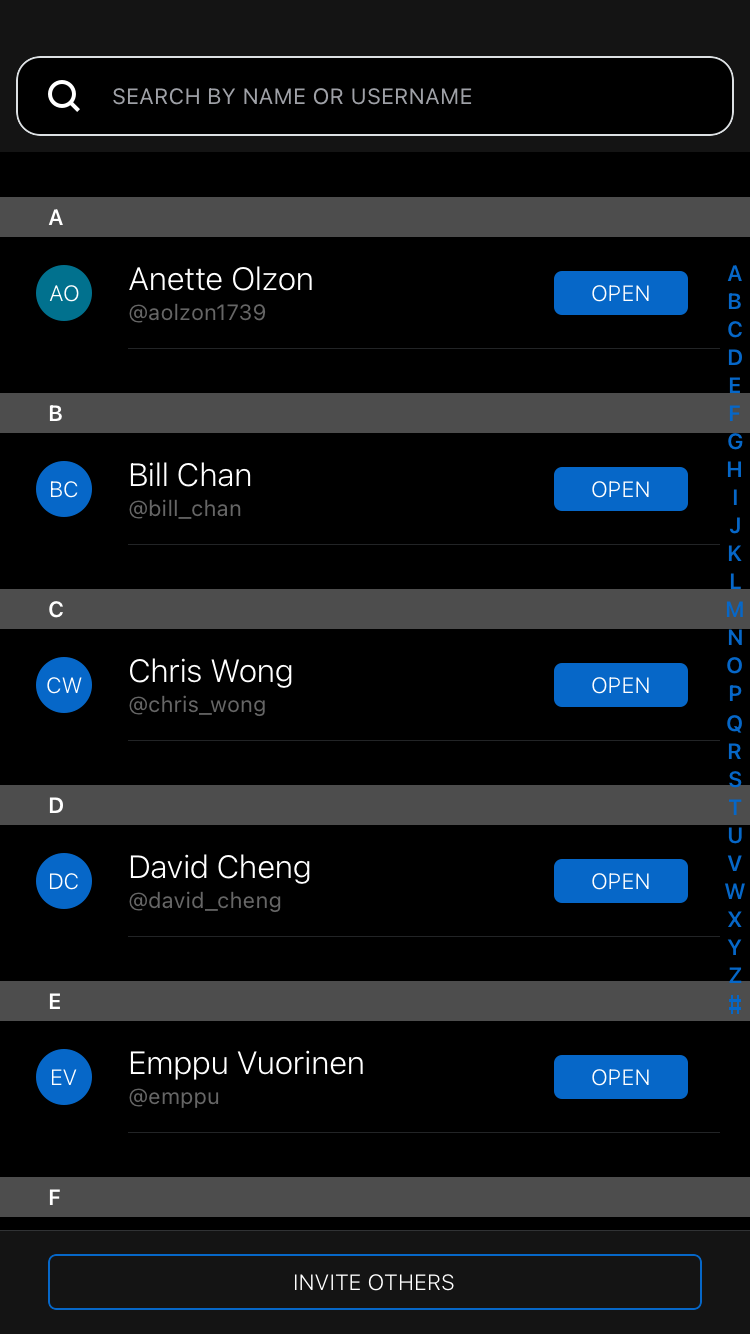 SEARCH BY NAME OR USERNAME
A
AO
Anette Olzon
@aolzon1739
OPEN
B
BC
Bill Chan
@bill_chan
OPEN
C
CW
Chris Wong
@chris_wong
OPEN
D
DC
David Cheng
@david_cheng
OPEN
E
EV
Emppu Vuorinen
@emppu
OPEN
F
A
B
C
D
E
F
G
H
I
J
K
L
M
N
O
P
Q
R
S
T
U
V
W
X
Y
Z
#
INVITE OTHERS